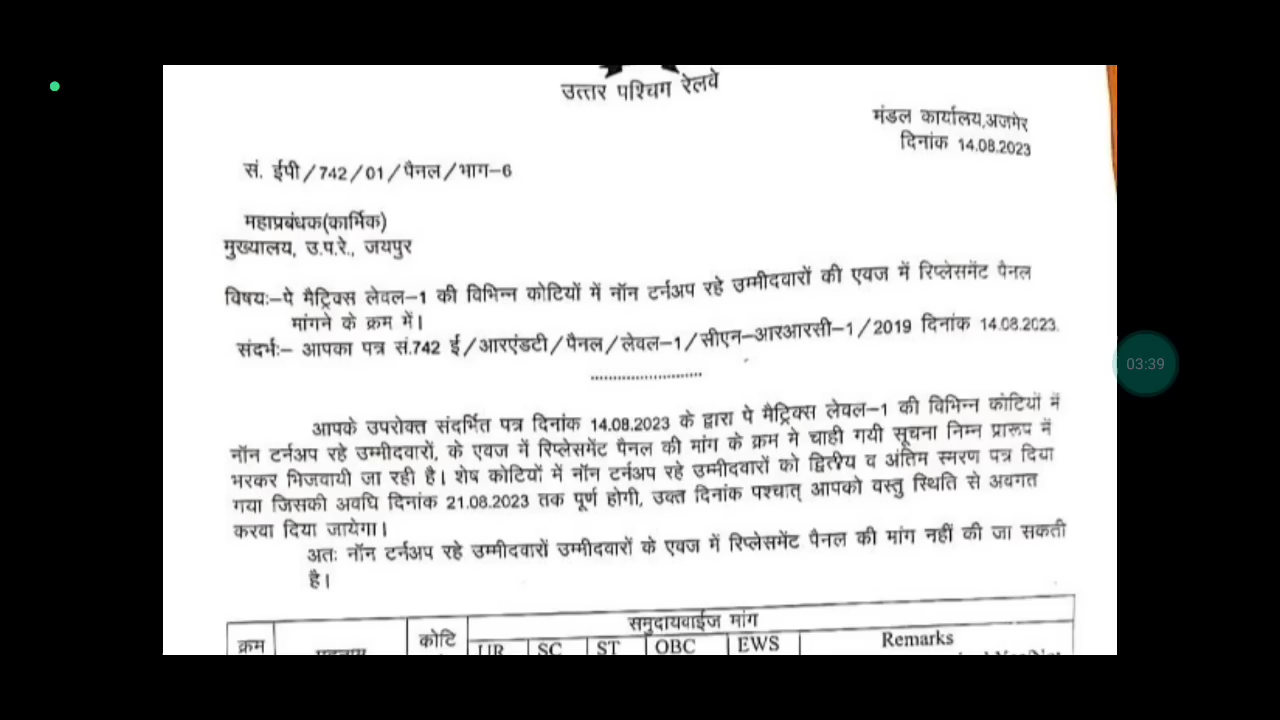 उत्तर पश्चिग रेलवे
मंडल कार्यालय,अजमेर
दिनांक 14.08.2023
सं. ईपी/742/01/पैनल/भाग-6
महाप्रबंधक(कार्मिक)
मुख्यालय, उ.प.रे., जयपुर
विषयः-पे मैट्रिक्स लेवल-1 की विभिन्न कोटियों में नॉन टर्नअप रहे उम्मीदवारों की एवज में रिप्लेसमेंट पैनल
मांगने के क्रम में।
संदर्भः- आपका पत्र सं.742 ई/आरएंडटी/पैनल/लेवल-1/सीएन-आरआरसी-1/2019 दिनांक 14.08.2023.
........................
आपके उपरोक्त संदर्भित पत्र दिनांक 14.08.2023 के द्वारा पे मैट्रिक्स लेवल-1 की विभिन्न कोटियों में
नॉन टर्नअप रहे उम्मीदवारों, के एवज में रिप्लेसमेंट पैनल की मांग के क्रम मे चाही गयी सूचना निम्न प्रारूप में
भरकर भिजवायी जा रही है। शेष कोटियों में नॉन टर्नअप रहे उम्मीदवारों को द्वितीय व अंतिम स्मरण पत्र दिया
गया जिसकी अवधि दिनांक 21.08.2023 तक पूर्ण होगी, उक्त दिनांक पश्चात् आपको वस्तु स्थिति से अवगत
करवा दिया जायेगा।
अतः नॉन टर्नअप रहे उम्मीदवारों उम्मीदवारों के एवज में रिप्लेसमेंट पैनल की मांग नहीं की जा सकती
है।
समुदायवाईज मांग
क्रम कोटि UR SC ST OBC EWS Remarks
03:39